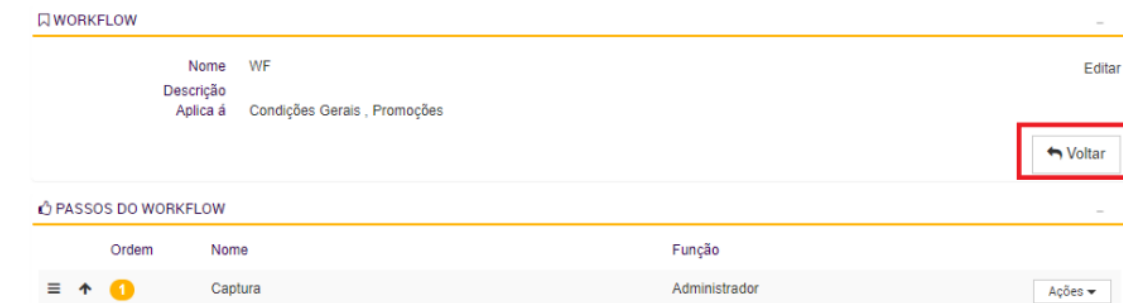 WORKFLOW
Nome WF
Editar
Descrição
Aplica á Condições Gerais , Promoções
Voltar
PASSOS DO WORKFLOW
Ordem Nome Função
1 Captura Administrador Ações